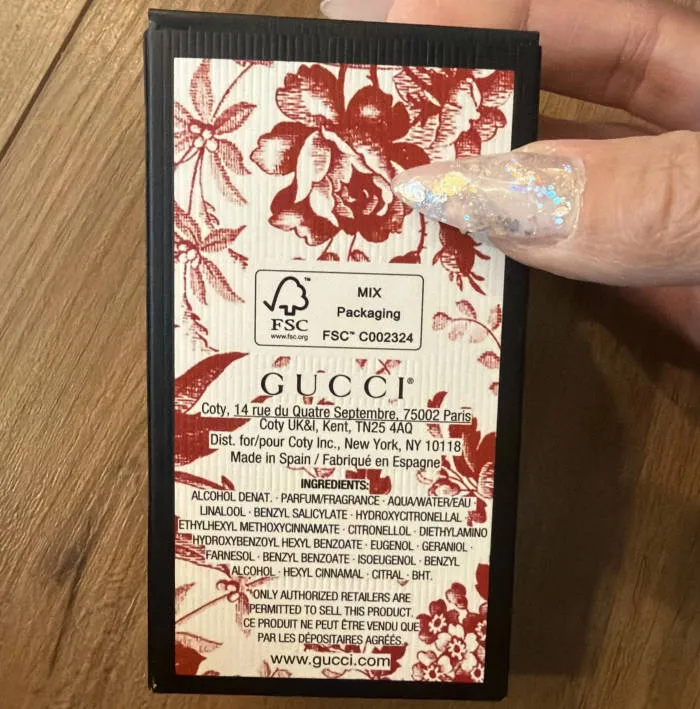 MIX
Packaging
FSC™ C002324
FSC
www.fsc.org
GUCCI®
Coty, 14 rue du Quatre Septembre, 75002 Paris
Coty UK&I, Kent, TN25 4AQ
Dist. for/pour Coty Inc., New York, NY 10118
Made in Spain / Fabriqué en Espagne
INGREDIENTS:
ALCOHOL DENAT. · PARFUM/FRAGRANCE · AQUA/WATER/EAU ·
LINALOOL · BENZYL SALICYLATE · HYDROXYCITRONELLAL ·
ETHYLHEXYL METHOXYCINNAMATE · CITRONELLOL · DIETHYLAMINO
HYDROXYBENZOYL HEXYL BENZOATE · EUGENOL · GERANIOL ·
FARNESOL · BENZYL BENZOATE · ISOEUGENOL · BENZYL
ALCOHOL · HEXYL CINNAMAL · CITRAL · BHT.
ONLY AUTHORIZED RETAILERS ARE
PERMITTED TO SELL THIS PRODUCT.
CE PRODUIT NE PEUT ÊTRE VENDU QUE
PAR LES DÉPOSITAIRES AGRÉÉS.
www.gucci.com